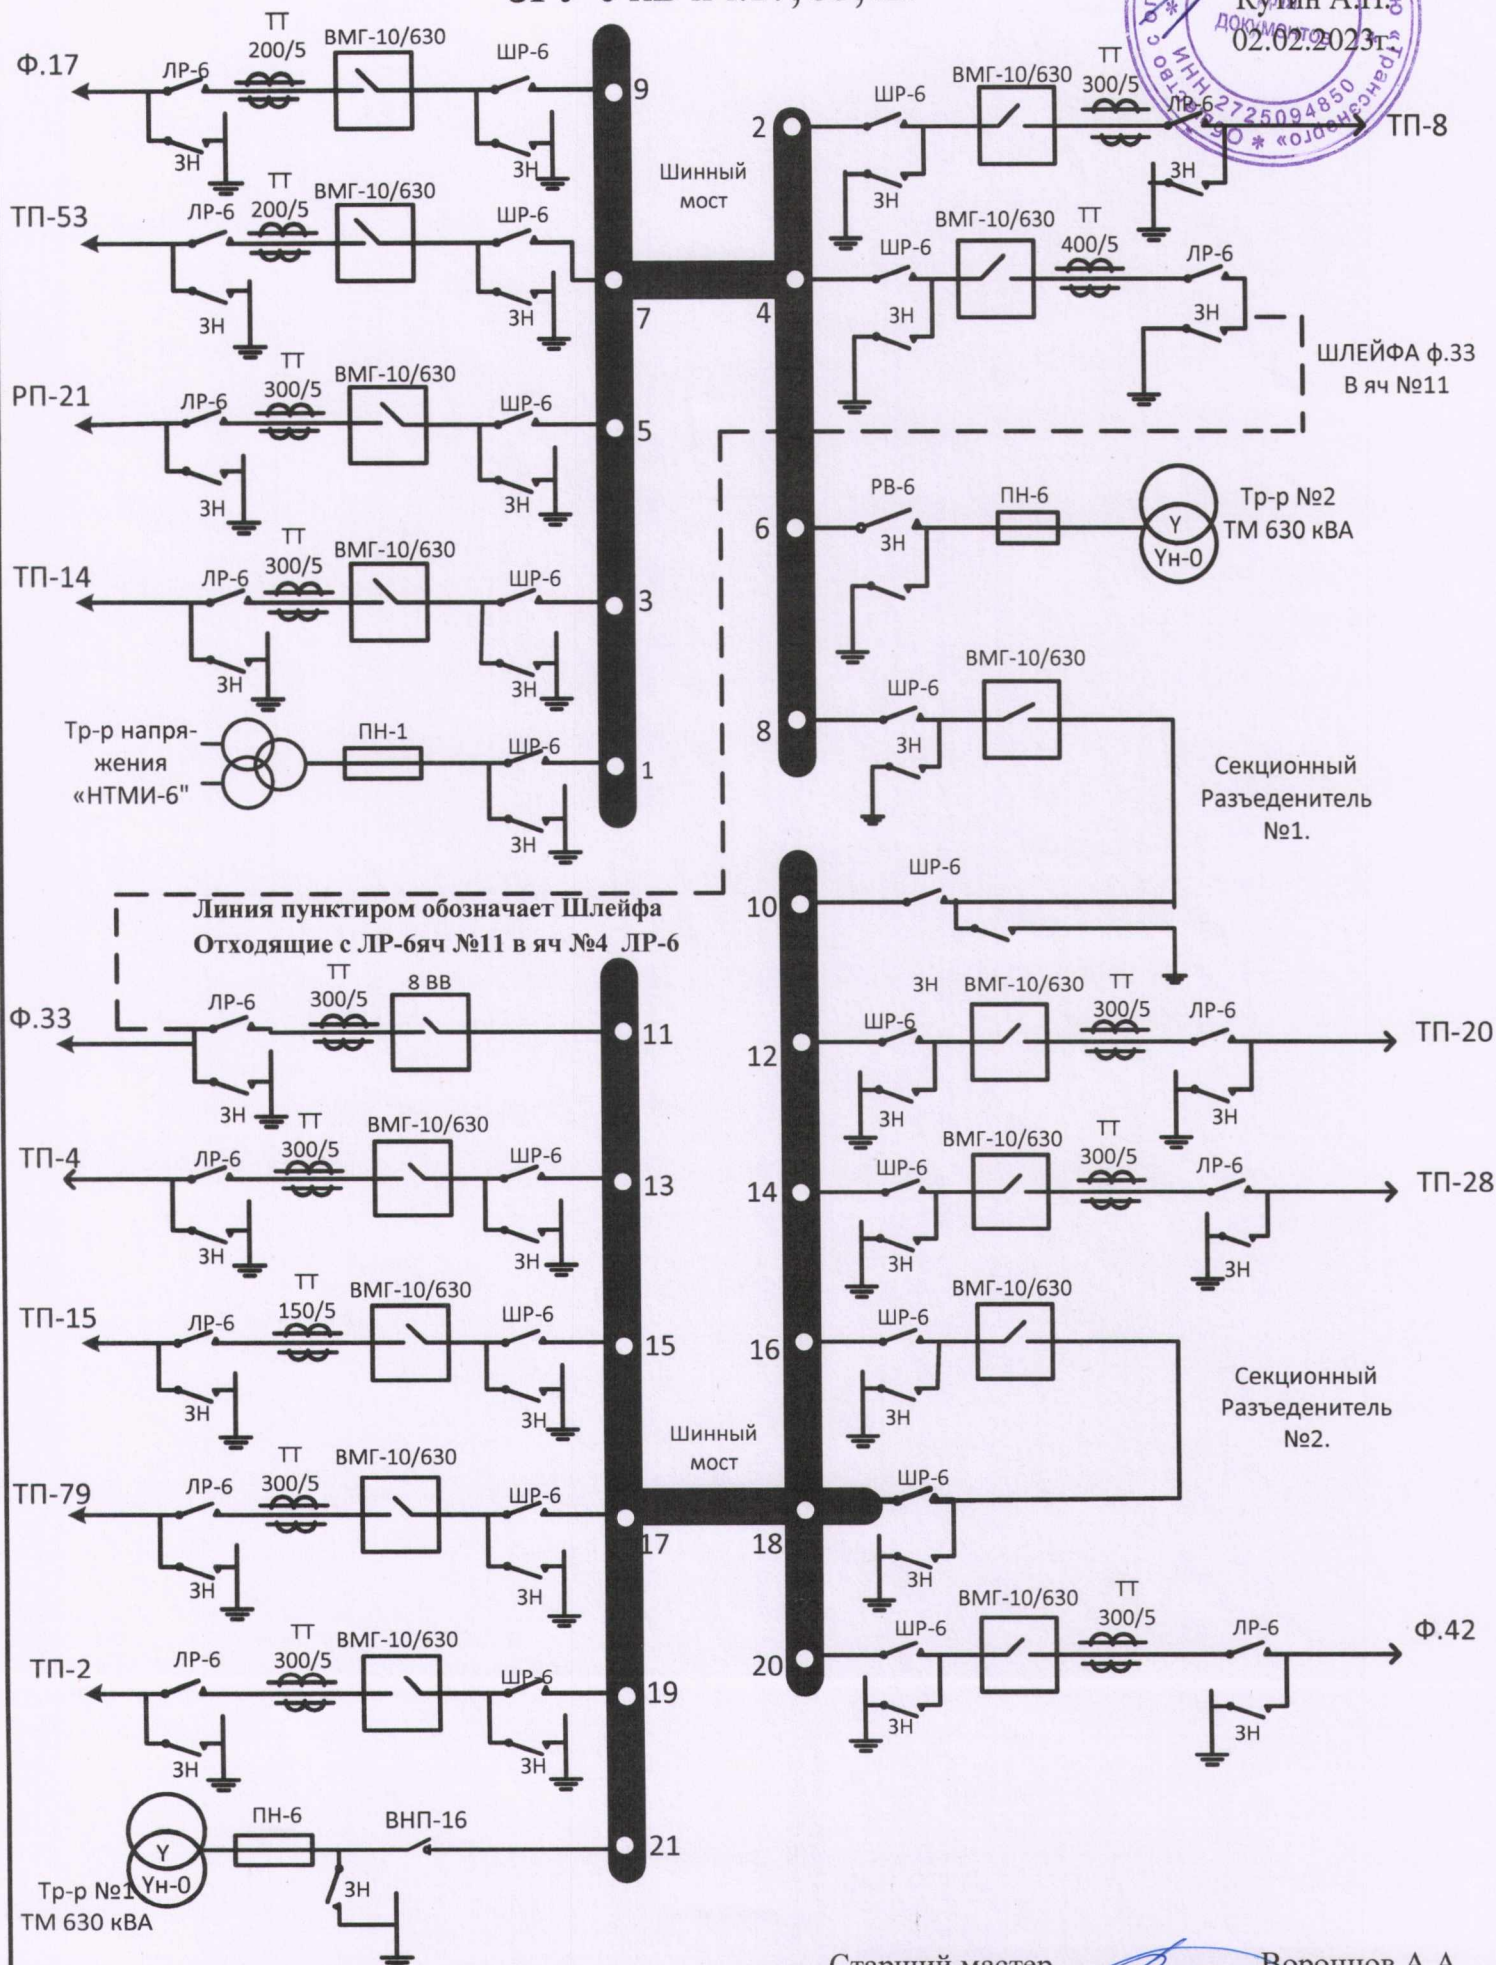 Кутин А.П.
02.02.2023г.
документов
ИНН 2725094850
«Трансэнерго»
Ф.17
ЛР-6
ТТ
200/5
ВМГ-10/630
ШР-6
9
ЗН
ЗН
ТП-53
ЛР-6
ТТ
200/5
ВМГ-10/630
ШР-6
7
ЗН
ЗН
РП-21
ЛР-6
ТТ
300/5
ВМГ-10/630
ШР-6
5
ЗН
ЗН
ТП-14
ЛР-6
ТТ
300/5
ВМГ-10/630
ШР-6
3
ЗН
ЗН
Тр-р напря-
жения
«НТМИ-6"
ПН-1
ШР-6
1
ЗН
Шинный
мост
2
ШР-6
ВМГ-10/630
ТТ
300/5
ЛР-6
ТП-8
ЗН
ЗН
4
ШР-6
ВМГ-10/630
ТТ
400/5
ЛР-6
ЗН
ЗН
ШЛЕЙФА ф.33
В яч №11
6
РВ-6
ЗН
ПН-6
Y
Yн-0
Тр-р №2
ТМ 630 кВА
8
ШР-6
ЗН
ВМГ-10/630
Секционный
Разъеденитель
№1.
10
ШР-6
ЗН
Линия пунктиром обозначает Шлейфа
Отходящие с ЛР-6яч №11 в яч №4 ЛР-6
Ф.33
ЛР-6
ТТ
300/5
8 ВВ
11
ЗН
ТП-4
ЛР-6
ТТ
300/5
ВМГ-10/630
ШР-6
13
ЗН
ЗН
ТП-15
ЛР-6
ТТ
150/5
ВМГ-10/630
ШР-6
15
ЗН
ЗН
ТП-79
ЛР-6
ТТ
300/5
ВМГ-10/630
ШР-6
17
ЗН
ЗН
ТП-2
ЛР-6
ТТ
300/5
ВМГ-10/630
ШР-6
19
ЗН
ЗН
Y
Yн-0
Тр-р №1
ТМ 630 кВА
ПН-6
ВНП-16
21
ЗН
Шинный
мост
12
ШР-6
ВМГ-10/630
ТТ
300/5
ЛР-6
ТП-20
ЗН
ЗН
14
ШР-6
ВМГ-10/630
ТТ
300/5
ЛР-6
ТП-28
ЗН
ЗН
16
ШР-6
ВМГ-10/630
ЗН
Секционный
Разъеденитель
№2.
18
ШР-6
ЗН
20
ШР-6
ВМГ-10/630
ТТ
300/5
ЛР-6
Ф.42
ЗН
ЗН
Старший мастер
Воронцов А.А.